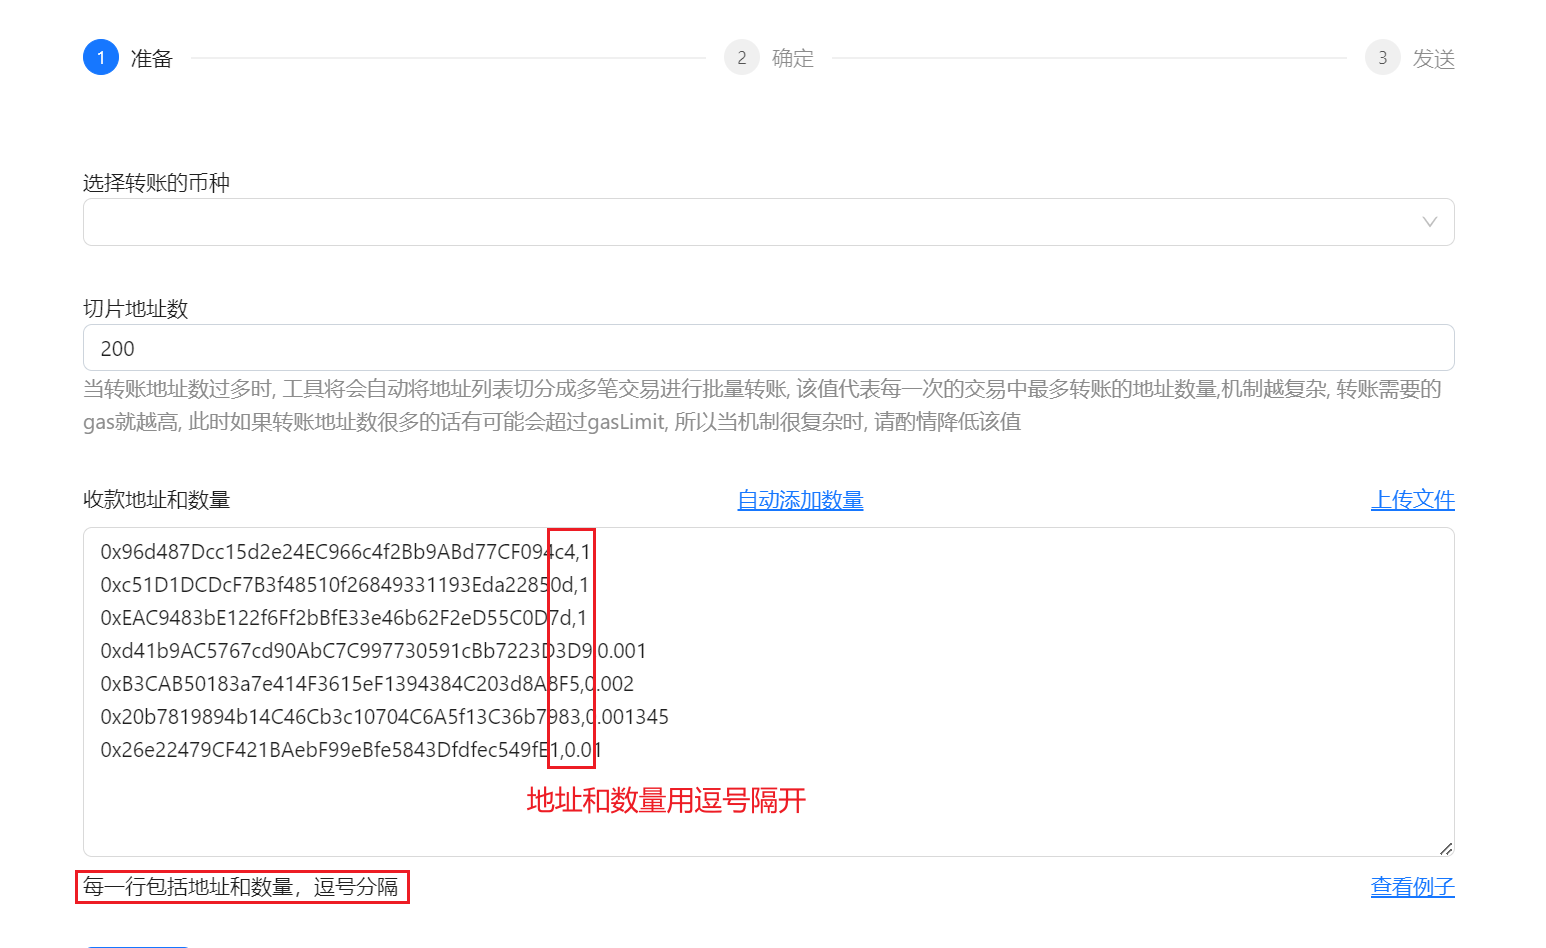 1 准备
2 确定
3 发送
选择转账的币种
切片地址数
200
当转账地址数过多时, 工具将会自动将地址列表切分成多笔交易进行批量转账, 该值代表每一次的交易中最多转账的地址数量,机制越复杂, 转账需要的
gas就越高, 此时如果转账地址数很多的话有可能会超过gasLimit, 所以当机制很复杂时, 请酌情降低该值
收款地址和数量 自动添加数量 上传文件
0x96d487Dcc15d2e24EC966c4f2Bb9ABd77CF094c4,1
0xc51D1DCDcF7B3f48510f26849331193Eda22850d,1
0xEAC9483bE122f6Ff2bBfE33e46b62F2eD55C0D7d,1
0xd41b9AC5767cd90AbC7C997730591cBb7223D3D9,0.001
0xB3CAB50183a7e414F3615eF1394384C203d8A8F5,0.002
0x20b7819894b14C46Cb3c10704C6A5f13C36b7983,0.001345
0x26e22479CF421BAebF99eBfe5843Dfdfec549fE1,0.01
地址和数量用逗号隔开
每一行包括地址和数量，逗号分隔 查看例子